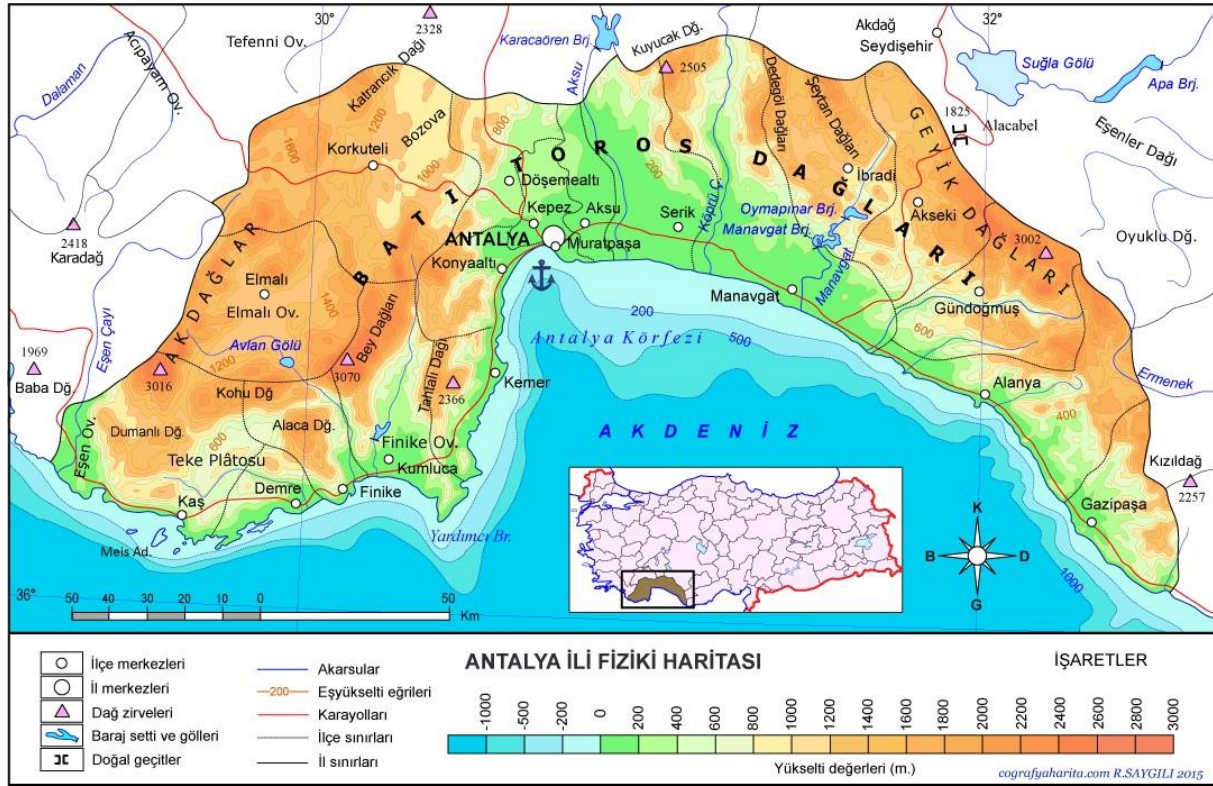 30°
32°
2328
Tefenni Ov.
Karacaören Brj.
Kuyucak Dğ.
2505
Akdağ
Seydişehir
Suğla Gölü
Apa Brj.
Acıpayam Ov.
Dalaman
Katrancık Dağı
1200
1600
Bozova
800
Aksu
Dedegöl Dağları
Şeytan Dağları
1825
Alacabel
Eşenler Dağı
Korkuteli
1000
200
GEYİK DAĞLARI
BATI TOROS DAĞLARI
Döşemealtı
İbradi
Oymapınar Brj.
Akseki
2418
Karadağ
Kepez
Aksu
Serik
Köprü Ç.
Manavgat Brj.
3002
Oyuklu Dğ.
ANTALYA
Muratpaşa
Konyaaltı
AKDAĞLAR
Elmalı
Elmalı Ov.
1400
Manavgat
Manavgat
Gündoğmuş
200
500
600
Antalya Körfezi
Eşen Çayı
Avlan Gölü
1200
Bey Dağları
Tahtalı Dağı
1969
Baba Dğ.
3016
3070
2366
Kemer
Kohu Dğ
Alanya
Ermenek
400
AKDENİZ
Eşen Ov.
Dumanlı Dğ.
600
Alaca Dğ.
Finike Ov.
Teke Plâtosu
Kumluca
Kızıldağ
2257
Kaş
Demre
Finike
Gazipaşa
Meis Ad.
Yardımcı Br.
1000
K
B
D
G
36°
50 40 30 20 10 0 50
Km
İlçe merkezleri
İl merkezleri
Dağ zirveleri
Baraj setti ve gölleri
Doğal geçitler
Akarsular
200 Eşyükselti eğrileri
Karayolları
İlçe sınırları
İl sınırları
ANTALYA İLİ FİZİKİ HARİTASI
İŞARETLER
-1000 -500 -200 0 200 400 600 800 1000 1200 1400 1600 1800 2000 2200 2400 2600 2800 3000
Yükselti değerleri (m.)
cografyaharita.com R.SAYGILI 2015